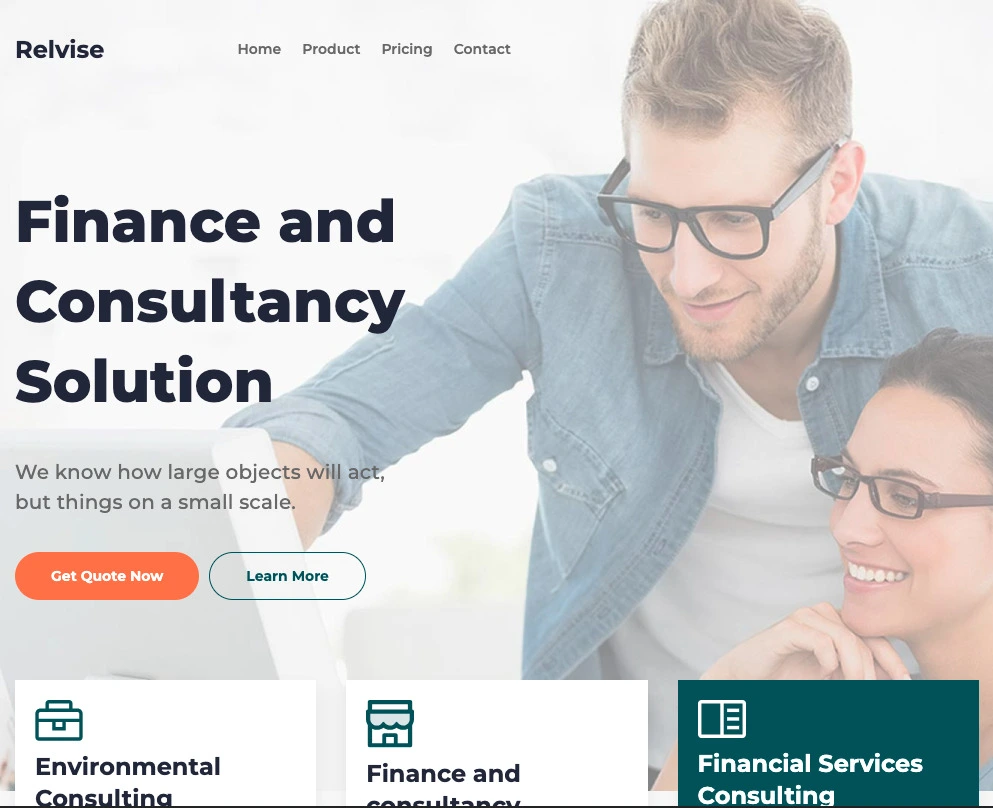 Relvise
Home Product Pricing Contact
Finance and
Consultancy
Solution
We know how large objects will act,
but things on a small scale.
Get Quote Now
Learn More
Environmental
Consulting
Finance and
consultancy
Financial Services
Consulting